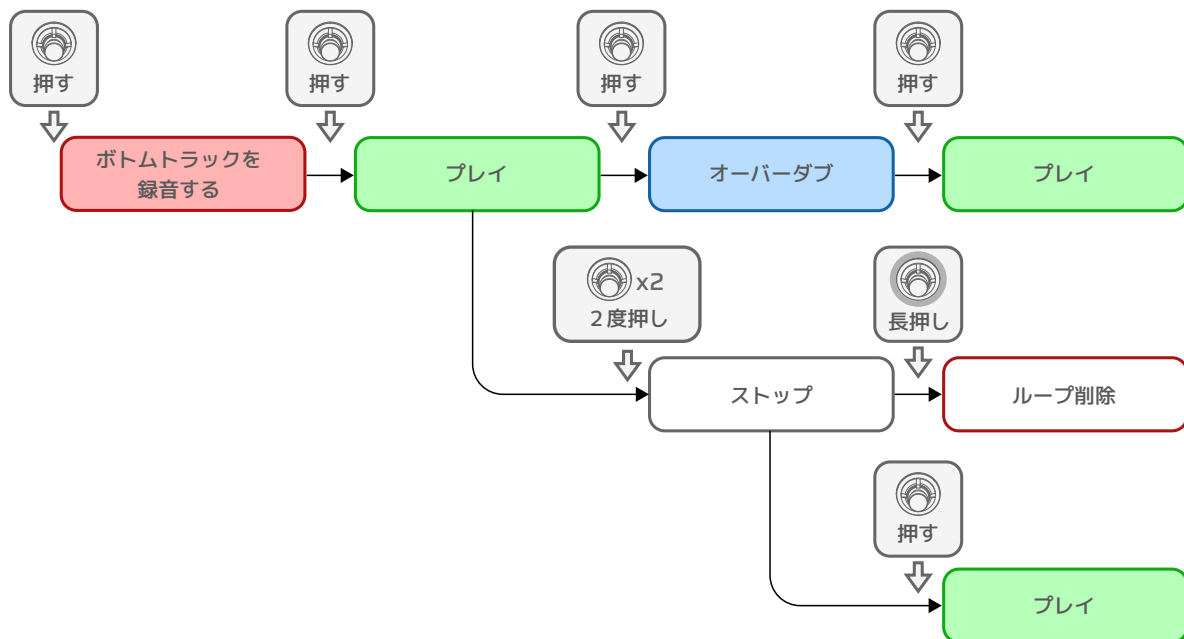 押す
押す
押す
押す
ボトムトラックを
録音する
プレイ
オーバーダブ
プレイ
x2
２度押し
長押し
ストップ
ループ削除
押す
プレイ